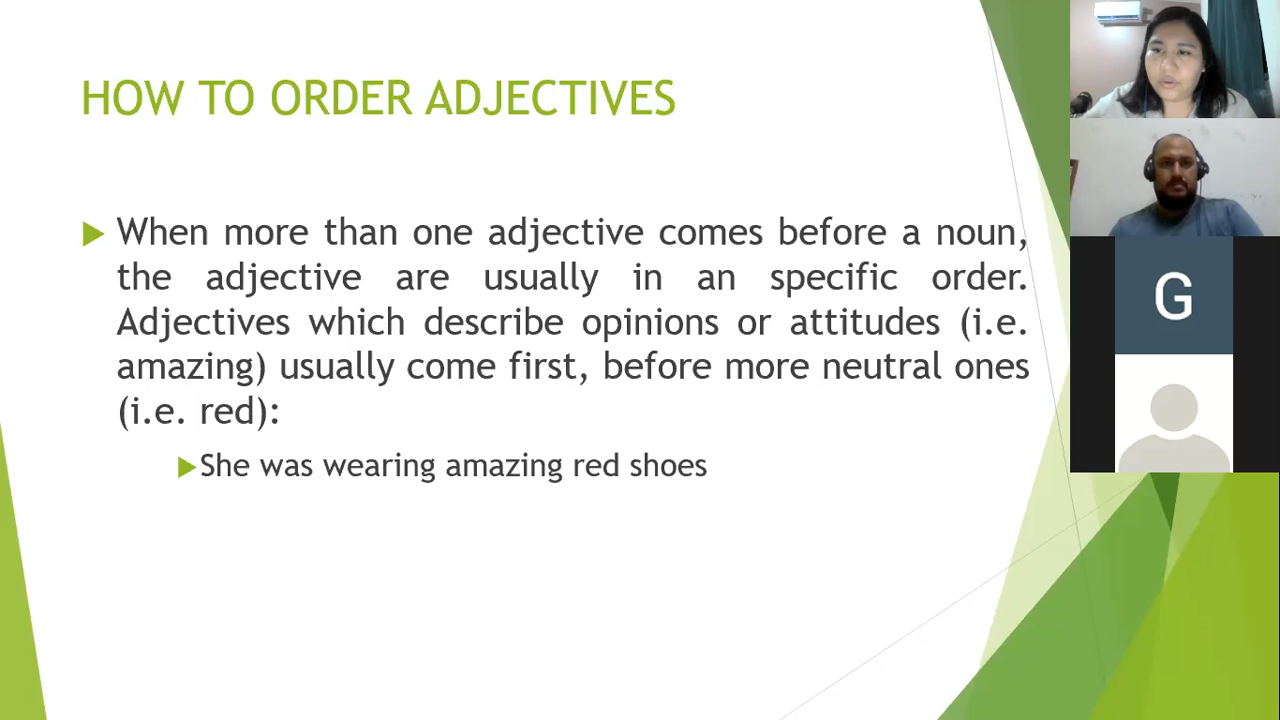 HOW TO ORDER ADJECTIVES
When more than one adjective comes before a noun,
the adjective are usually in an specific order.
Adjectives which describe opinions or attitudes (i.e.
amazing) usually come first, before more neutral ones
(i.e. red):
She was wearing amazing red shoes
G